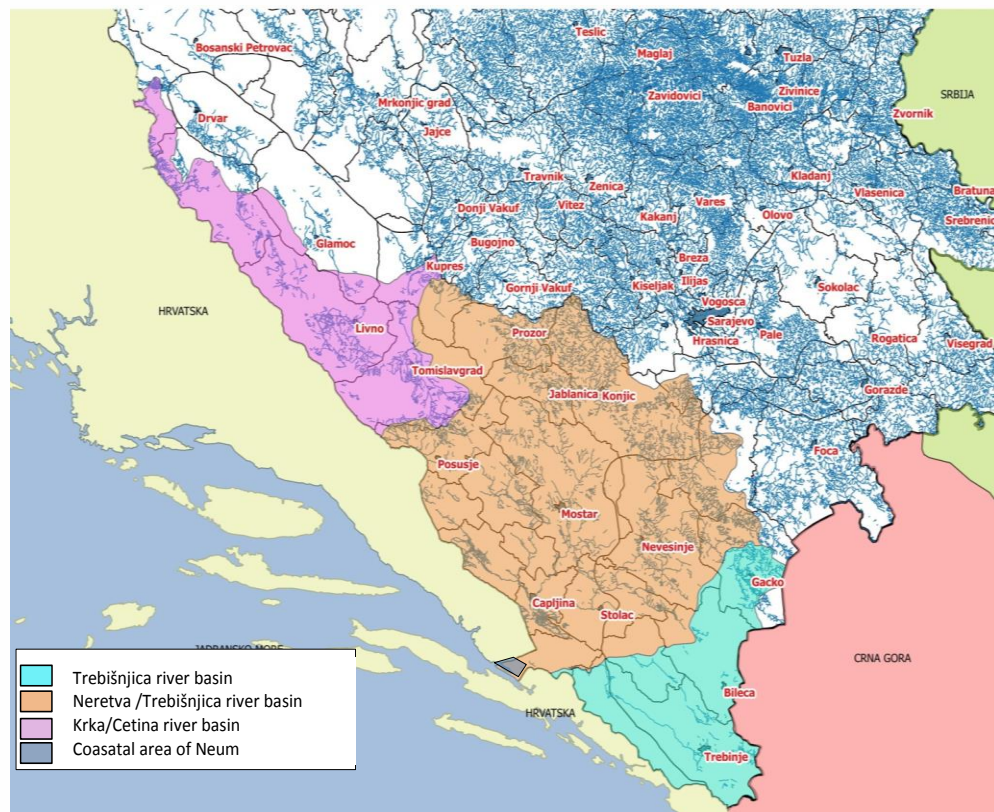 Teslic
Bosanski Petrovac
Maglaj
Tuzla
Zivinice
Zavidovici
Banovici
SRBIJA
Mrkonjic grad
Drvar
Jajce
Zvornik
Travnik
Zenica
Kladanj
Vlasenica
Bratuna
Donji Vakuf
Vitez
Kakanj
Vares
Olovo
Srebrenic
Glamoc
Bugojno
Breza
Kupres
Gornji Vakuf
Kiseljak
Ilijas
Sokolac
Vogosca
HRVATSKA
Livno
Prozor
Sarajevo
Pale
Hrasnica
Rogatica
Visegrad
Tomislavgrad
Jablanica
Konjic
Gorazde
Foca
Posusje
Mostar
Nevesinje
Gacko
Capljina
Stolac
JADRANSKO MORE
CRNA GORA
Bileca
HRVATSKA
Trebinje
Trebišnjica river basin
Neretva /Trebišnjica river basin
Krka/Cetina river basin
Coasatal area of Neum